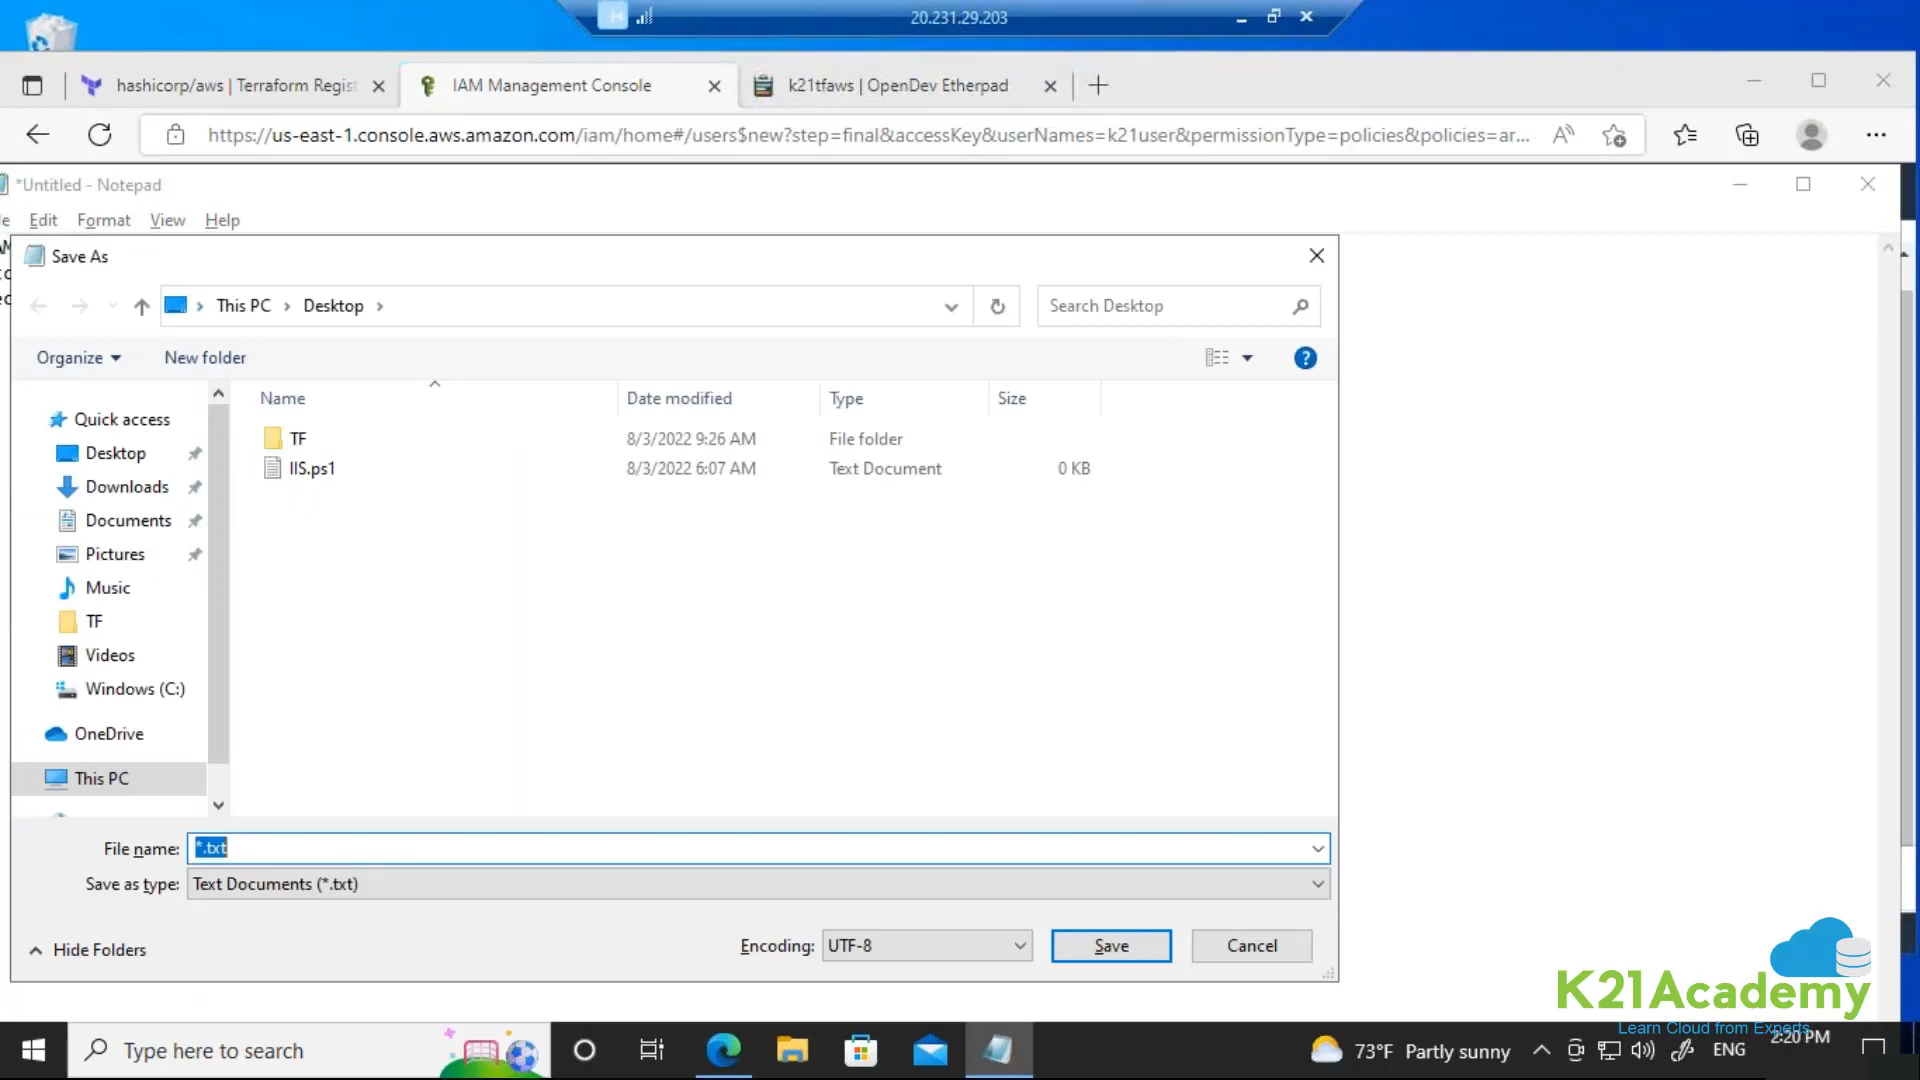 20.231.29.203
hashicorp/aws | Terraform Regist
IAM Management Console
k21tfaws | OpenDev Etherpad
https://us-east-1.console.aws.amazon.com/iam/home#/users$new?step=final&accessKey&userNames=k21user&permissionType=policies&policies=ar...
*Untitled - Notepad
Edit Format View Help
Save As
This PC > Desktop >
Search Desktop
Organize
New folder
Name
Date modified
Type
Size
Quick access
Desktop
Downloads
Documents
Pictures
Music
TF
Videos
Windows (C:)
OneDrive
This PC
TF 8/3/2022 9:26 AM File folder
IIS.ps1 8/3/2022 6:07 AM Text Document 0 KB
File name: *.txt
Save as type: Text Documents (*.txt)
Hide Folders
Encoding: UTF-8
Save
Cancel
K21Academy
Learn Cloud from Experts
Type here to search
73°F Partly sunny
ENG
2:20 PM